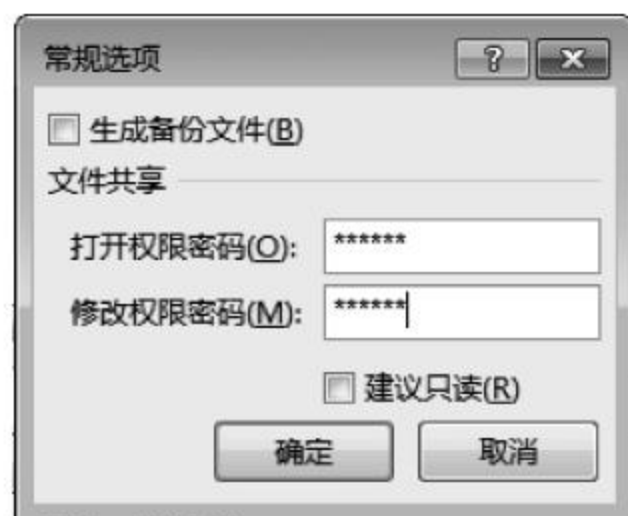 常规选项
生成备份文件(B)
文件共享
打开权限密码(O): ******
修改权限密码(M): ******
建议只读(R)
确定 取消